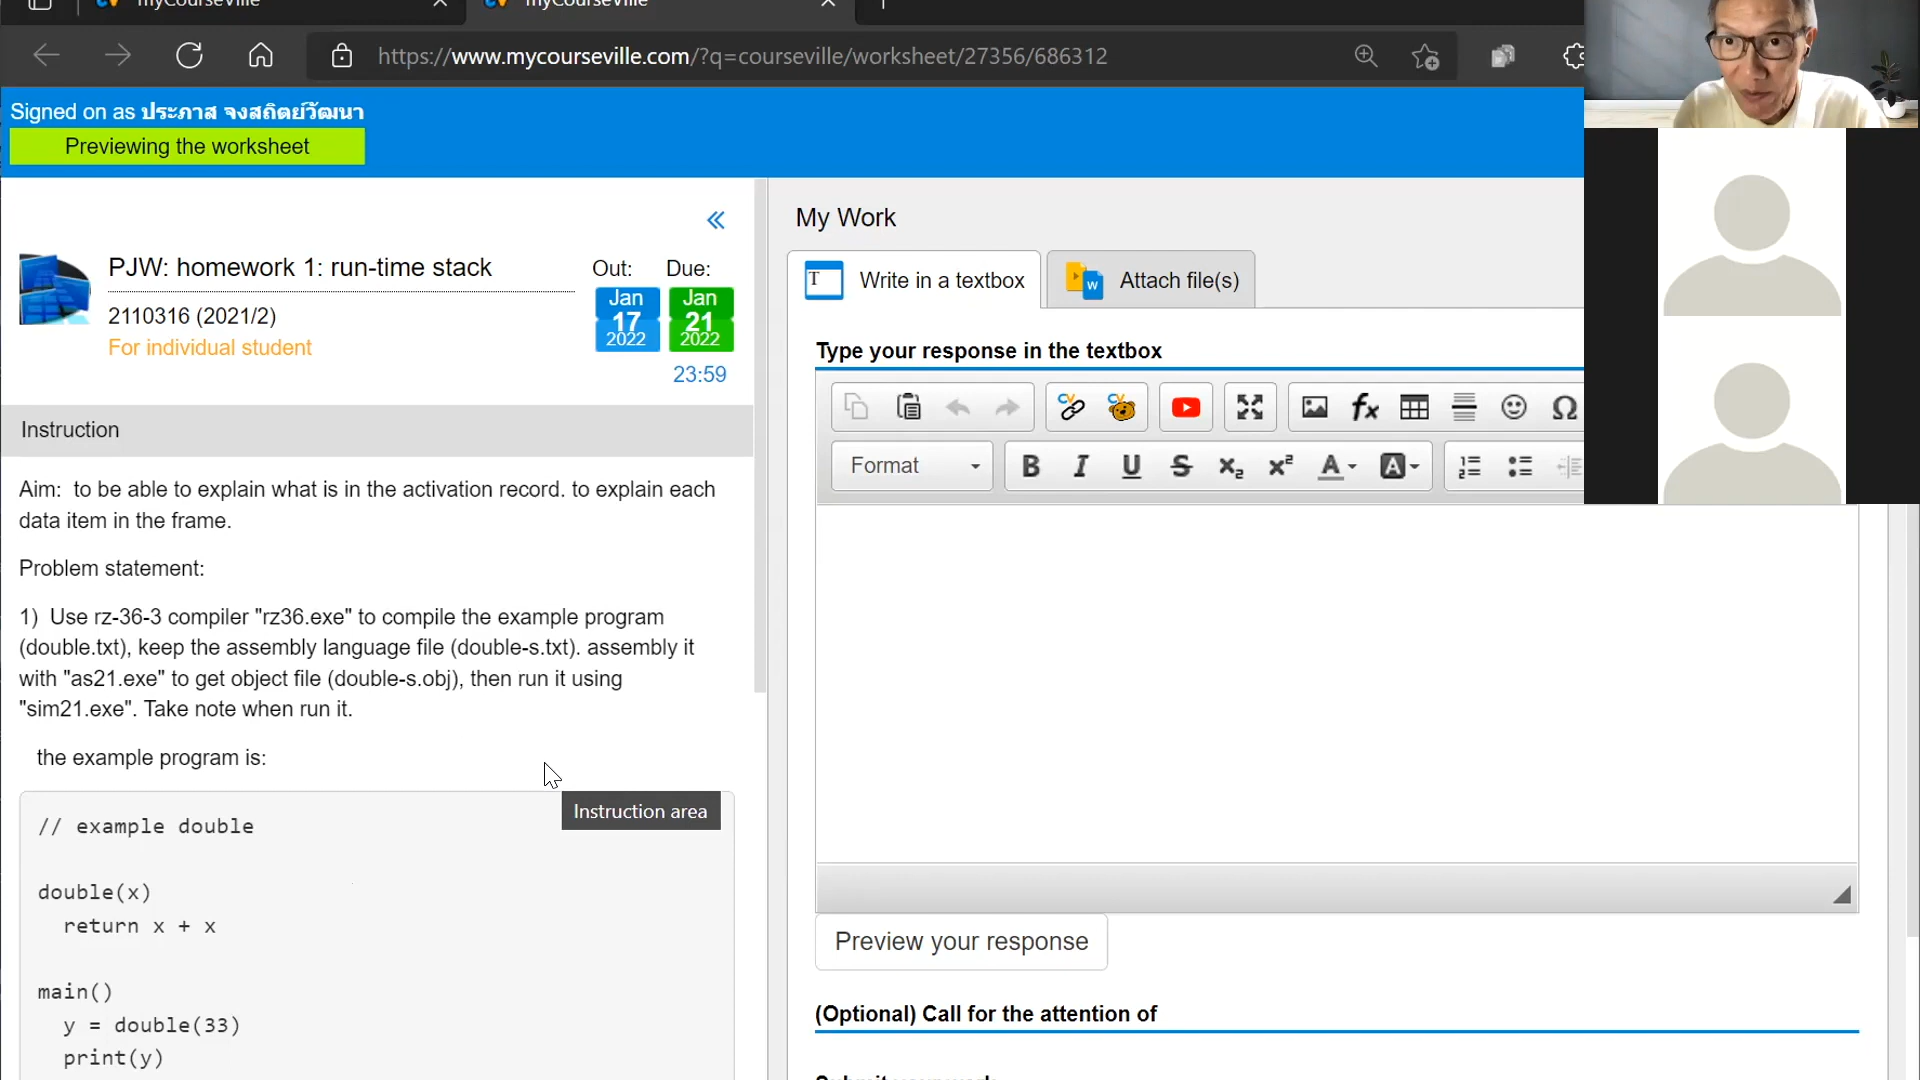 myCourseVille
myCourseVille
https://www.mycourseville.com/?q=courseville/worksheet/27356/686312
Signed on as ประภาส จงสถิตย์วัฒนา
Previewing the worksheet
PJW: homework 1: run-time stack
2110316 (2021/2)
For individual student
Out:
Jan
17
2022
Due:
Jan
21
2022
23:59
Instruction
Aim:  to be able to explain what is in the activation record. to explain each
data item in the frame.
Problem statement:
1)  Use rz-36-3 compiler "rz36.exe" to compile the example program
(double.txt), keep the assembly language file (double-s.txt). assembly it
with "as21.exe" to get object file (double-s.obj), then run it using
"sim21.exe". Take note when run it.
the example program is:
Instruction area
// example double
double(x)
  return x + x
main()
  y = double(33)
  print(y)
My Work
T Write in a textbox
W Attach file(s)
Type your response in the textbox
Format
Preview your response
(Optional) Call for the attention of
Submit your work